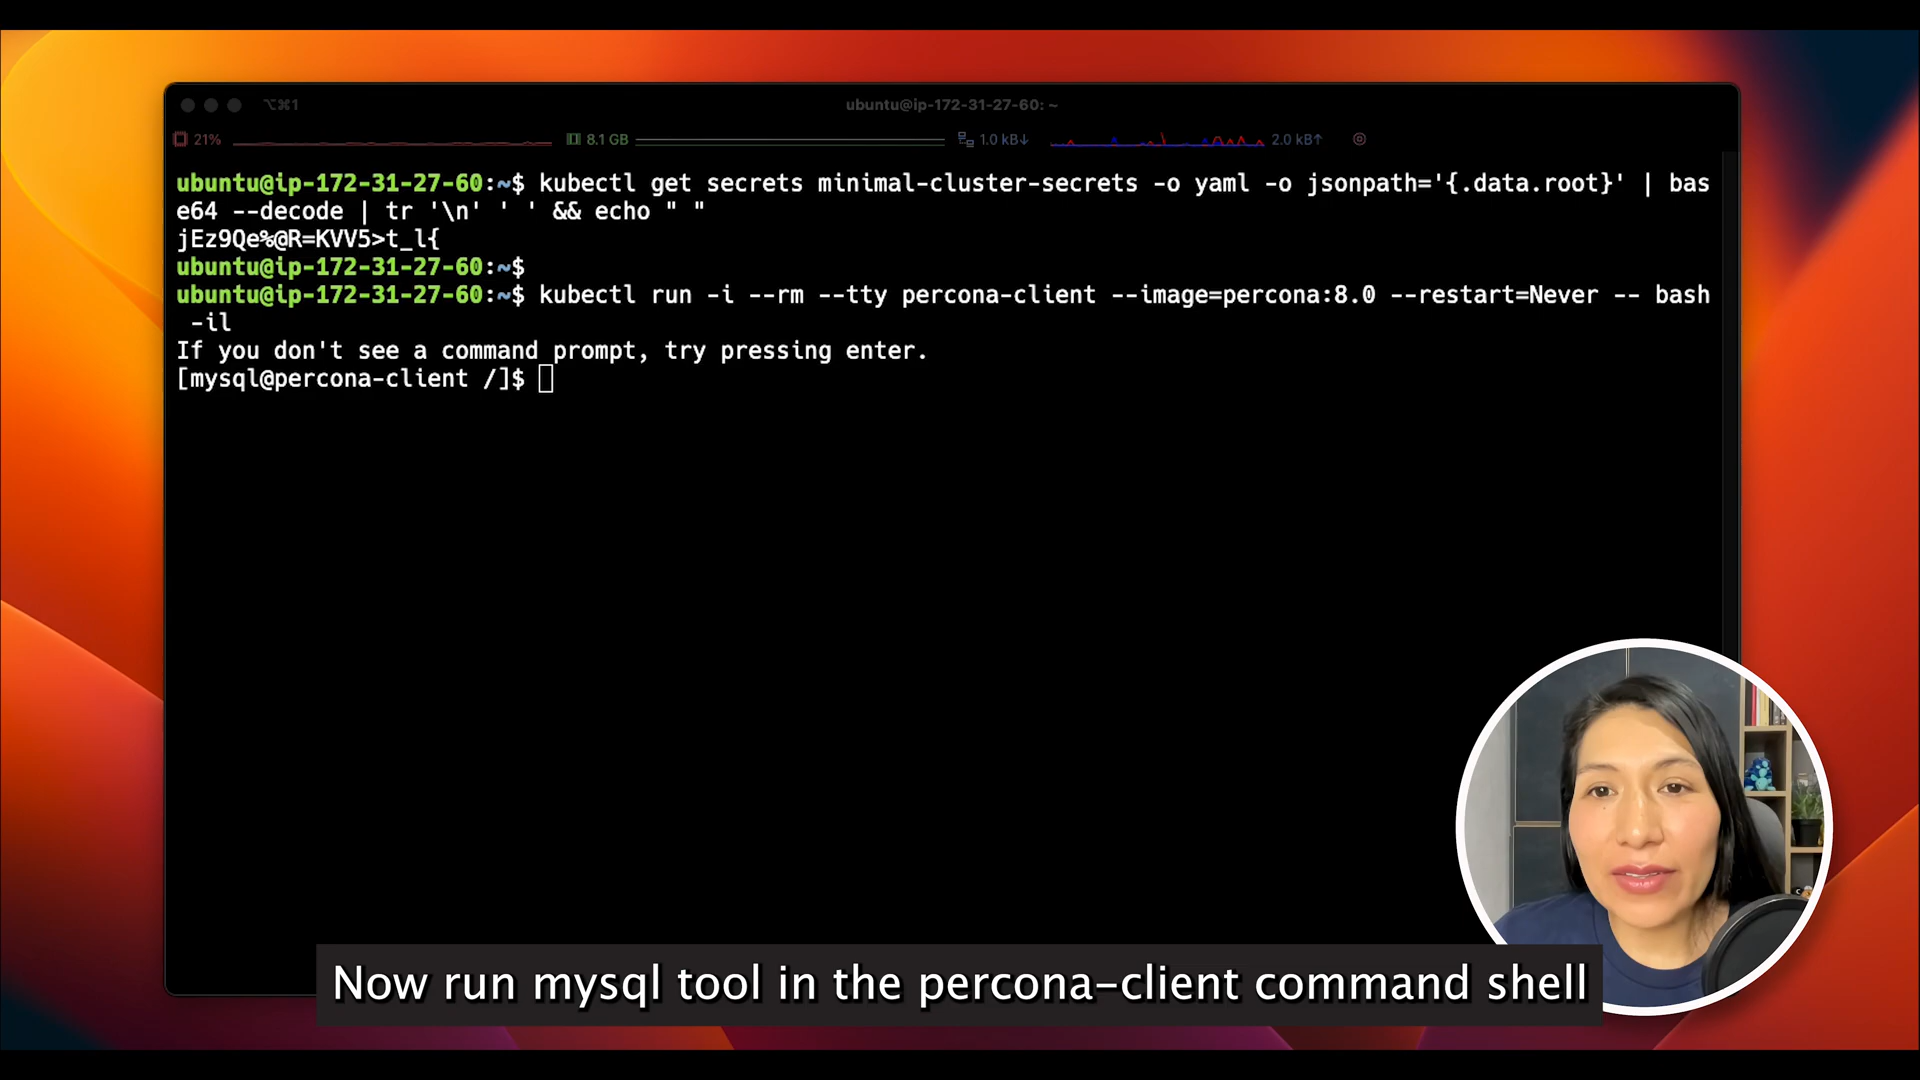 ⌥⌘1
ubuntu@ip-172-31-27-60: ~
21%
8.1 GB
1.0 kB↓
2.0 kB↑
ubuntu@ip-172-31-27-60:~$ kubectl get secrets minimal-cluster-secrets -o yaml -o jsonpath='{.data.root}' | bas
e64 --decode | tr '\n' ' ' && echo " "
jEz9Qe%@R=KVV5>t_l{
ubuntu@ip-172-31-27-60:~$
ubuntu@ip-172-31-27-60:~$ kubectl run -i --rm --tty percona-client --image=percona:8.0 --restart=Never -- bash
 -il
If you don't see a command prompt, try pressing enter.
[mysql@percona-client /]$
Now run mysql tool in the percona-client command shell